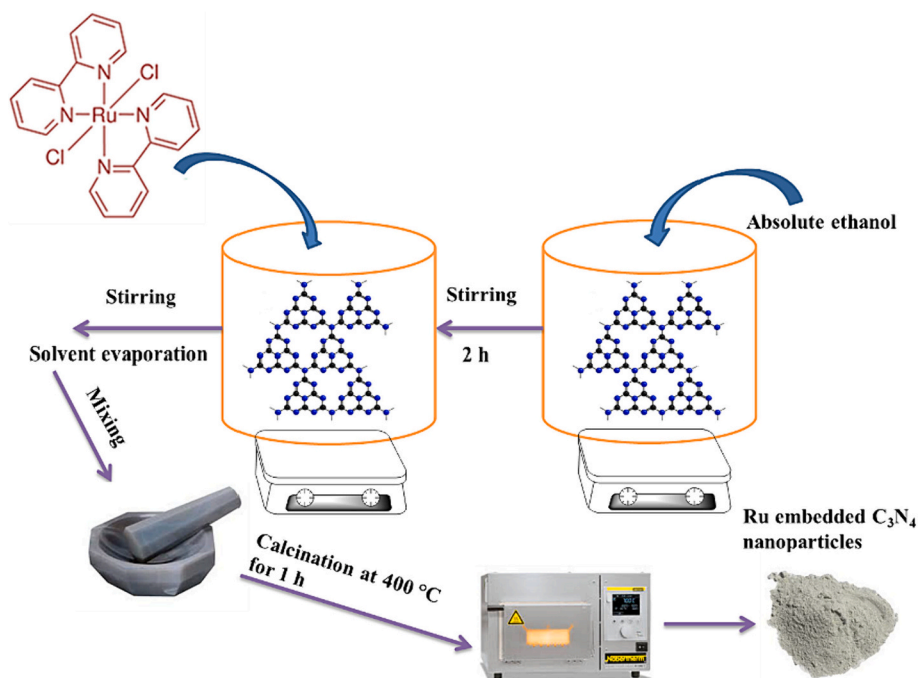 N
Cl
N
Ru
N
Cl
N
Absolute ethanol
Stirring
2 h
Stirring
Solvent evaporation
Mixing
Calcination at 400 °C
for 1 h
Ru embedded C₃N₄
nanoparticles